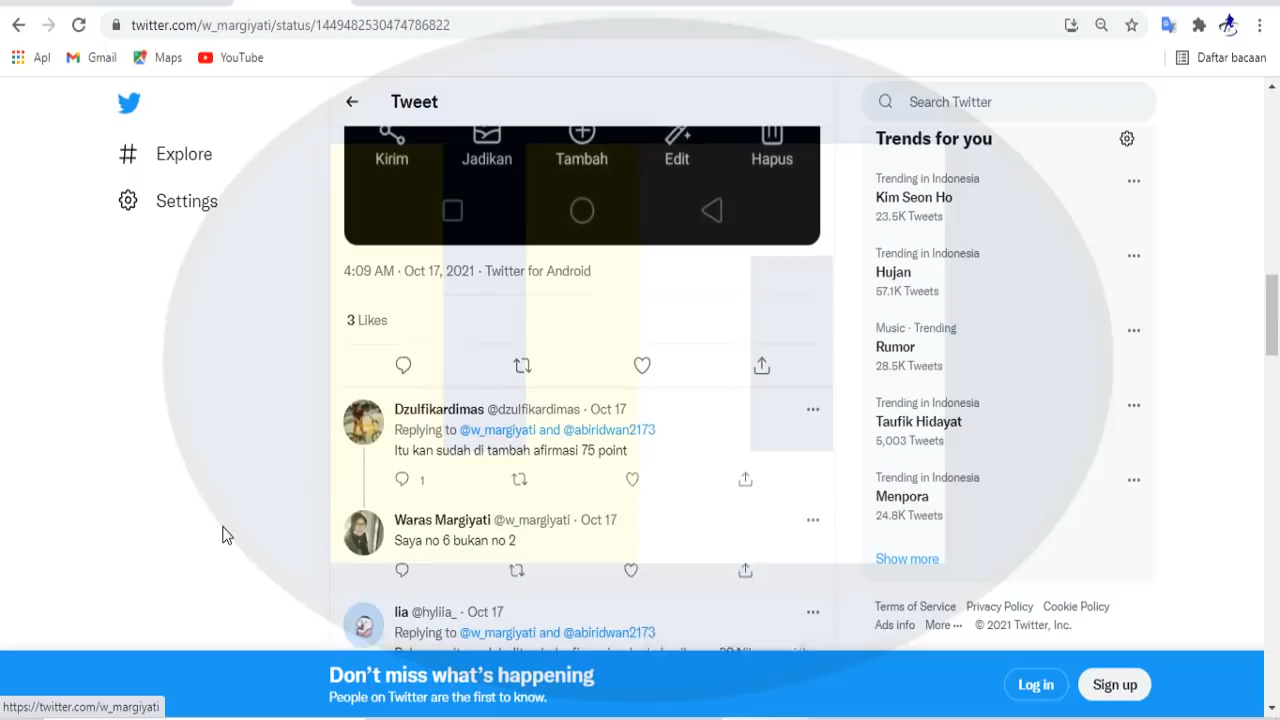 twitter.com/w_margiyati/status/1449482530474786822
Apl
Gmail
Maps
YouTube
Daftar bacaan
Explore
Settings
Tweet
Kirim
Jadikan
Tambah
Edit
Hapus
4:09 AM · Oct 17, 2021 · Twitter for Android
3 Likes
Dzulfikardimas @dzulfikardimas · Oct 17
Replying to @w_margiyati and @abiridwan2173
Itu kan sudah di tambah afirmasi 75 point
1
Waras Margiyati @w_margiyati · Oct 17
Saya no 6 bukan no 2
lia @hyliia_ · Oct 17
Replying to @w_margiyati and @abiridwan2173
Search Twitter
Trends for you
Trending in Indonesia
Kim Seon Ho
23.5K Tweets
Trending in Indonesia
Hujan
57.1K Tweets
Music · Trending
Rumor
28.5K Tweets
Trending in Indonesia
Taufik Hidayat
5,003 Tweets
Trending in Indonesia
Menpora
24.8K Tweets
Show more
Terms of Service Privacy Policy Cookie Policy
Ads info More ··· © 2021 Twitter, Inc.
Don't miss what's happening
People on Twitter are the first to know.
Log in
Sign up
https://twitter.com/w_margiyati